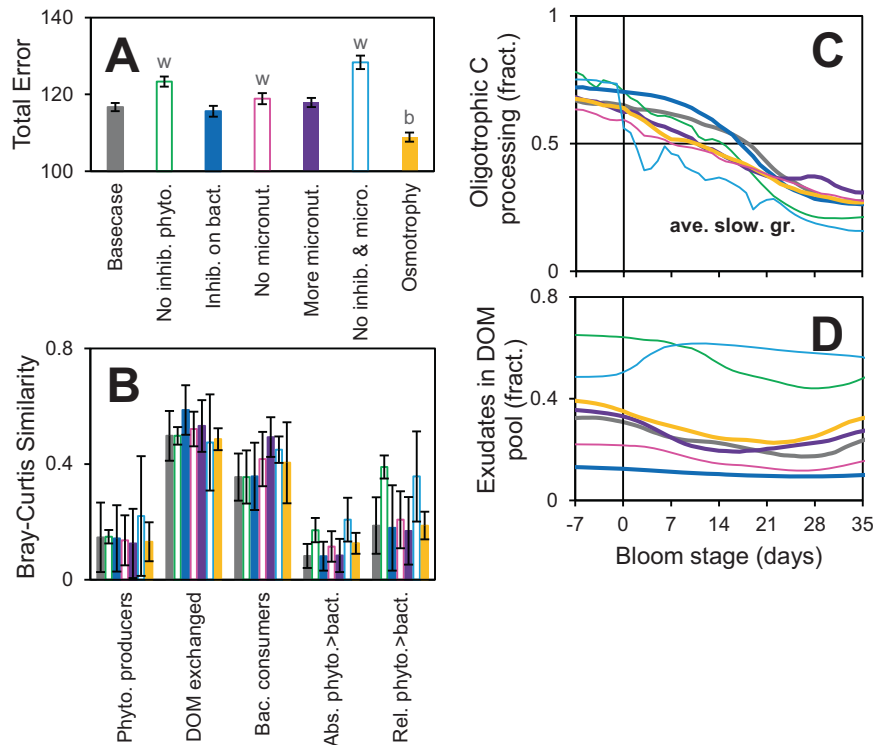 A
Total Error
140
130
120
110
100
w
w
w
b
Basecase
No inhib. phyto.
Inhib. on bact.
No micronut.
More micronut.
No inhib. & micro.
Osmotrophy
B
Bray-Curtis Similarity
0.8
0.4
0
Phyto. producers
DOM exchanged
Bac. consumers
Abs. phyto.>bact.
Rel. phyto.>bact.
C
Oligotrophic C
processing (fract.)
1
0.5
0
ave. slow. gr.
D
Exudates in DOM
pool (fract.)
0.8
0.4
0
-7 0 7 14 21 28 35
Bloom stage (days)